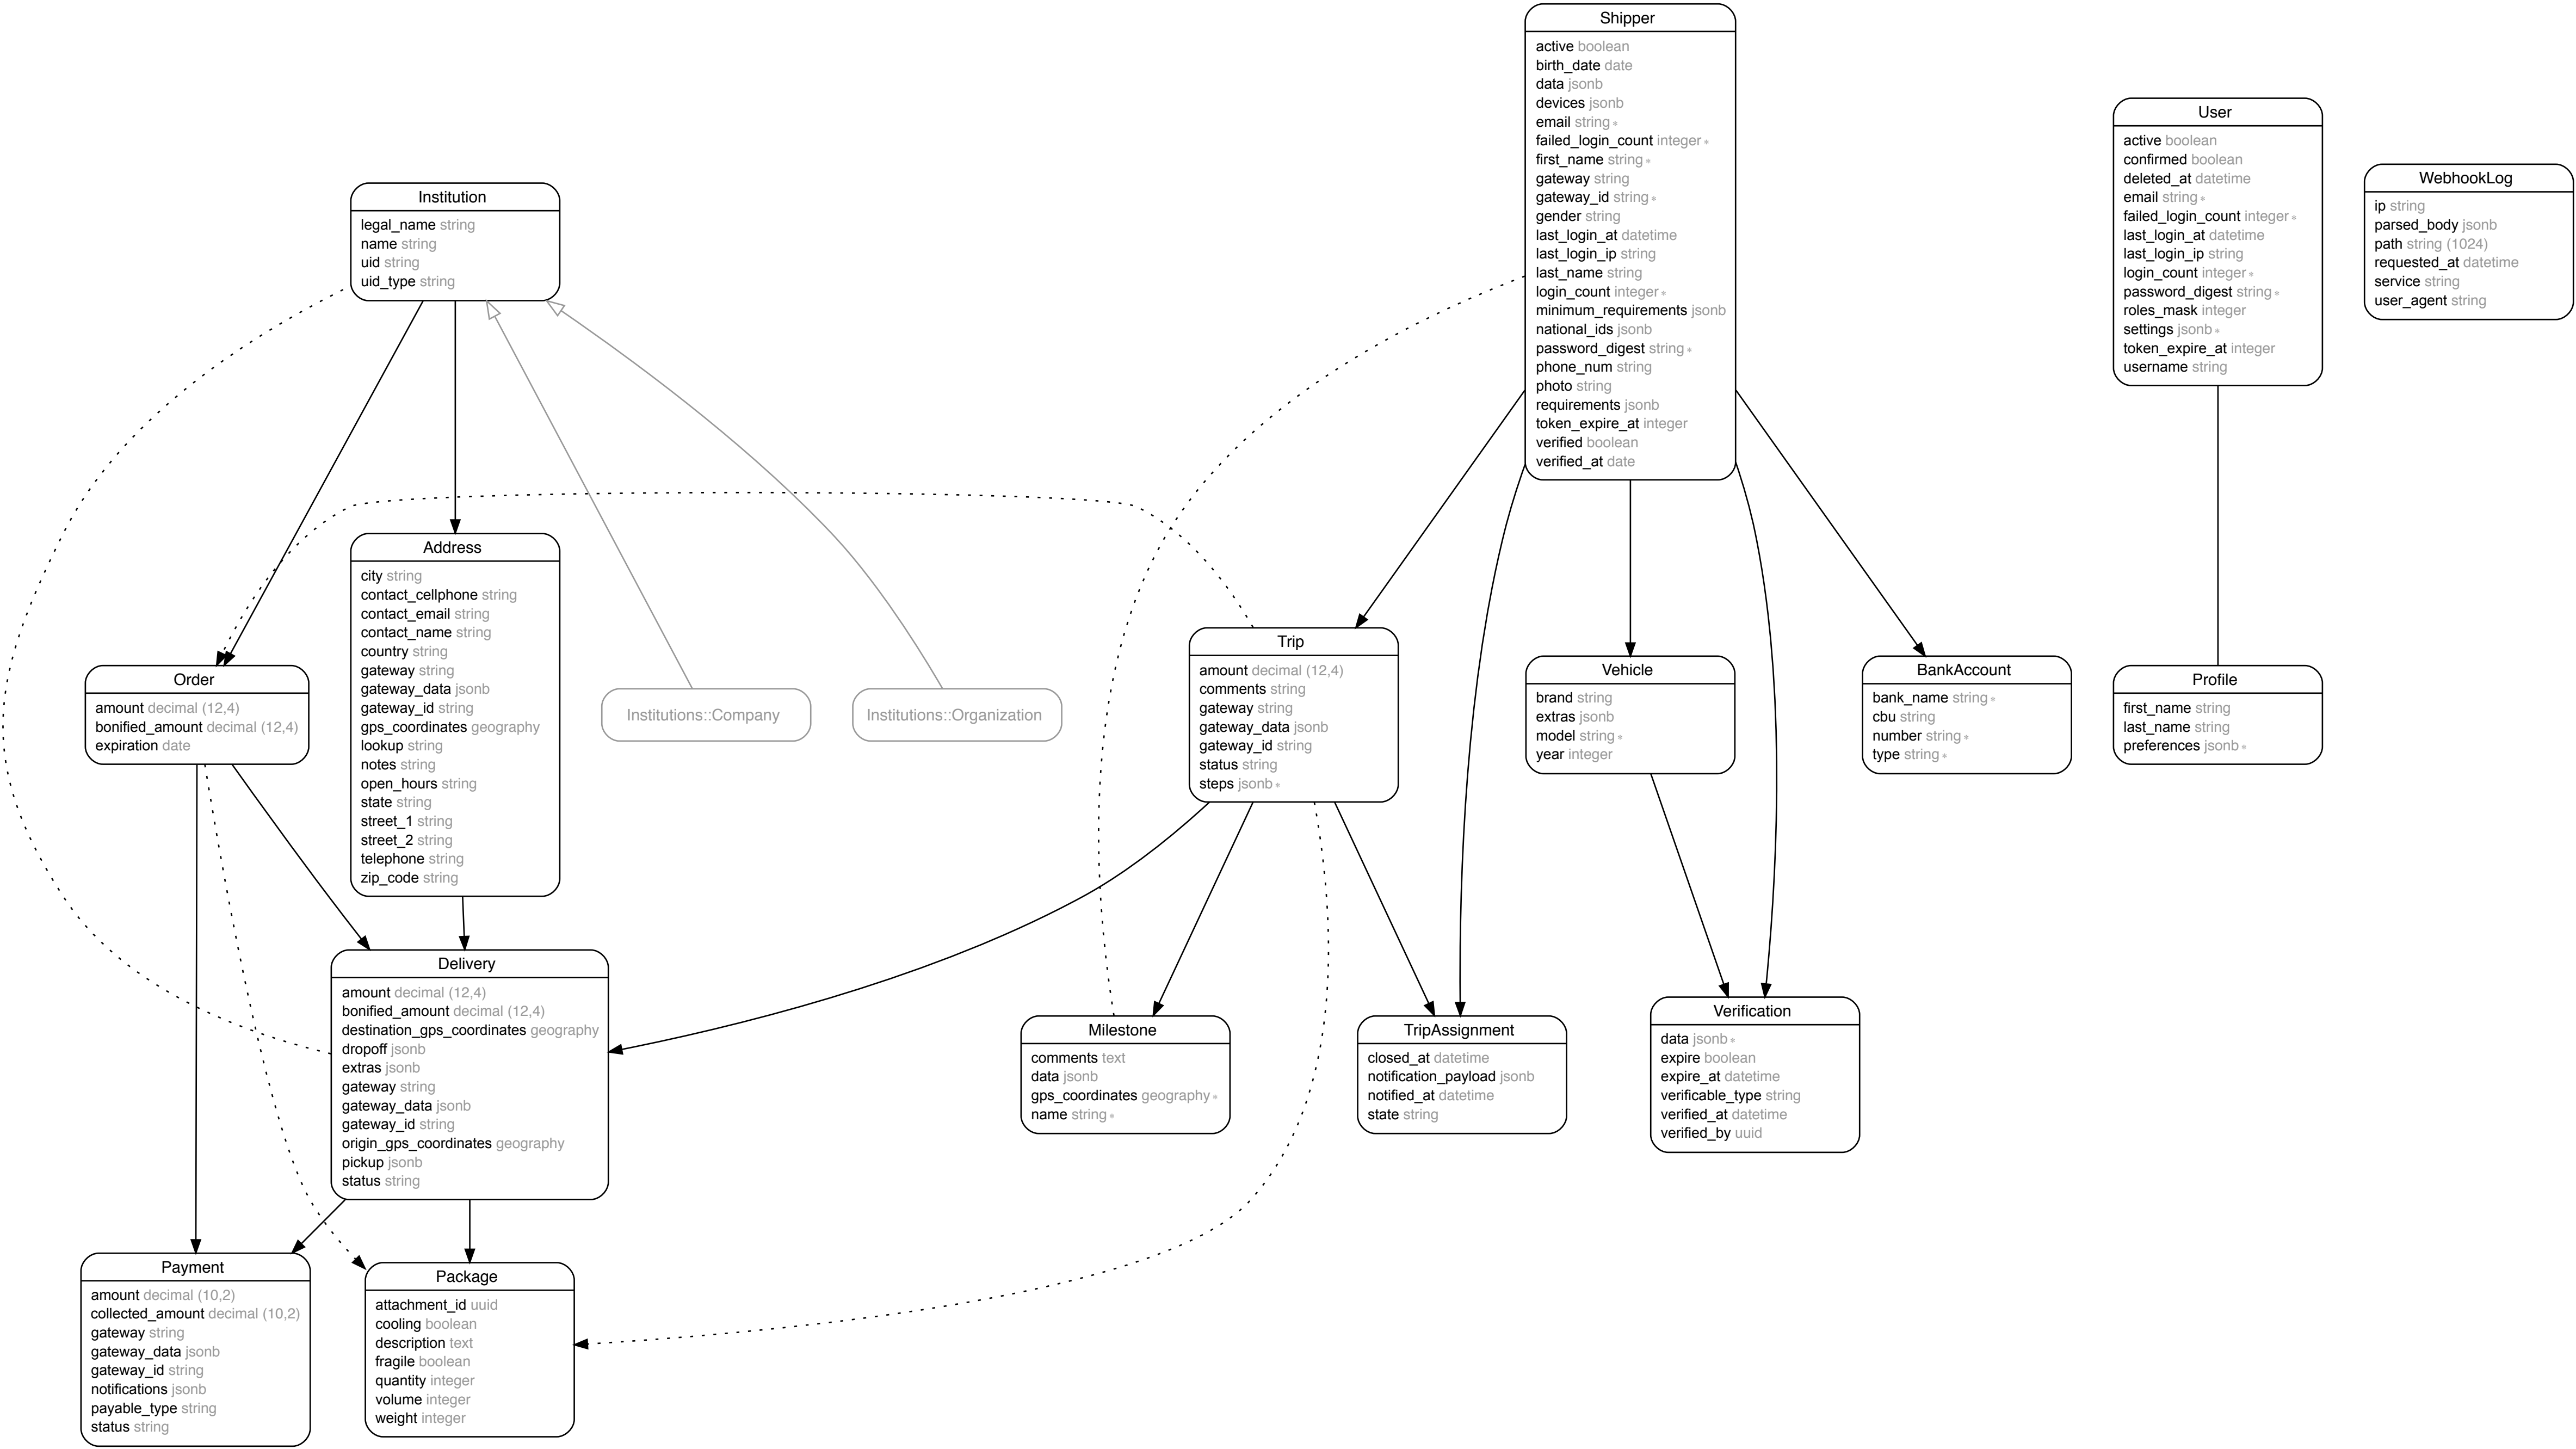 Shipper
active boolean
birth_date date
data jsonb
devices jsonb
email string *
failed_login_count integer *
first_name string *
gateway string
gateway_id string *
gender string
last_login_at datetime
last_login_ip string
last_name string
login_count integer *
minimum_requirements jsonb
national_ids jsonb
password_digest string *
phone_num string
photo string
requirements jsonb
token_expire_at integer
verified boolean
verified_at date
User
active boolean
confirmed boolean
deleted_at datetime
email string *
failed_login_count integer *
last_login_at datetime
last_login_ip string
login_count integer *
password_digest string *
roles_mask integer
settings jsonb *
token_expire_at integer
username string
WebhookLog
ip string
parsed_body jsonb
path string (1024)
requested_at datetime
service string
user_agent string
Institution
legal_name string
name string
uid string
uid_type string
Address
city string
contact_cellphone string
contact_email string
contact_name string
country string
gateway string
gateway_data jsonb
gateway_id string
gps_coordinates geography
lookup string
notes string
open_hours string
state string
street_1 string
street_2 string
telephone string
zip_code string
Order
amount decimal (12,4)
bonified_amount decimal (12,4)
expiration date
Institutions::Company
Institutions::Organization
Trip
amount decimal (12,4)
comments string
gateway string
gateway_data jsonb
gateway_id string
status string
steps jsonb *
Vehicle
brand string
extras jsonb
model string *
year integer
BankAccount
bank_name string *
cbu string
number string *
type string *
Profile
first_name string
last_name string
preferences jsonb *
Delivery
amount decimal (12,4)
bonified_amount decimal (12,4)
destination_gps_coordinates geography
dropoff jsonb
extras jsonb
gateway string
gateway_data jsonb
gateway_id string
origin_gps_coordinates geography
pickup jsonb
status string
Milestone
comments text
data jsonb
gps_coordinates geography *
name string *
TripAssignment
closed_at datetime
notification_payload jsonb
notified_at datetime
state string
Verification
data jsonb *
expire boolean
expire_at datetime
verifiable_type string
verified_at datetime
verified_by uuid
Payment
amount decimal (10,2)
collected_amount decimal (10,2)
gateway string
gateway_data jsonb
gateway_id string
notifications jsonb
payable_type string
status string
Package
attachment_id uuid
cooling boolean
description text
fragile boolean
quantity integer
volume integer
weight integer